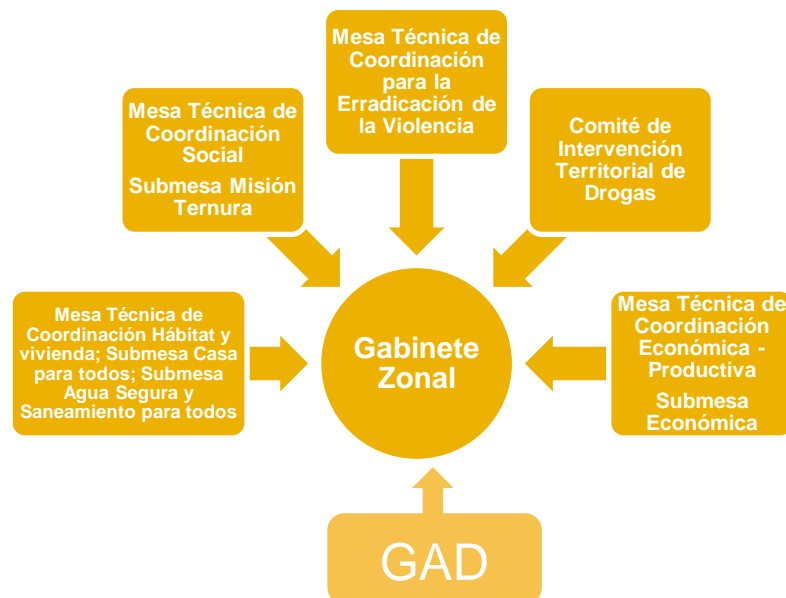 Mesa Técnica de
Coordinación
para la
Erradicación de
la Violencia
Mesa Técnica de
Coordinación
Social
Submesa Misión
Ternura
Comité de
Intervención
Territorial de
Drogas
Mesa Técnica de
Coordinación Hábitat y
vivienda; Submesa Casa
para todos; Submesa
Agua Segura y
Saneamiento para todos
Gabinete
Zonal
Mesa Técnica de
Coordinación
Económica -
Productiva
Submesa
Económica
GAD